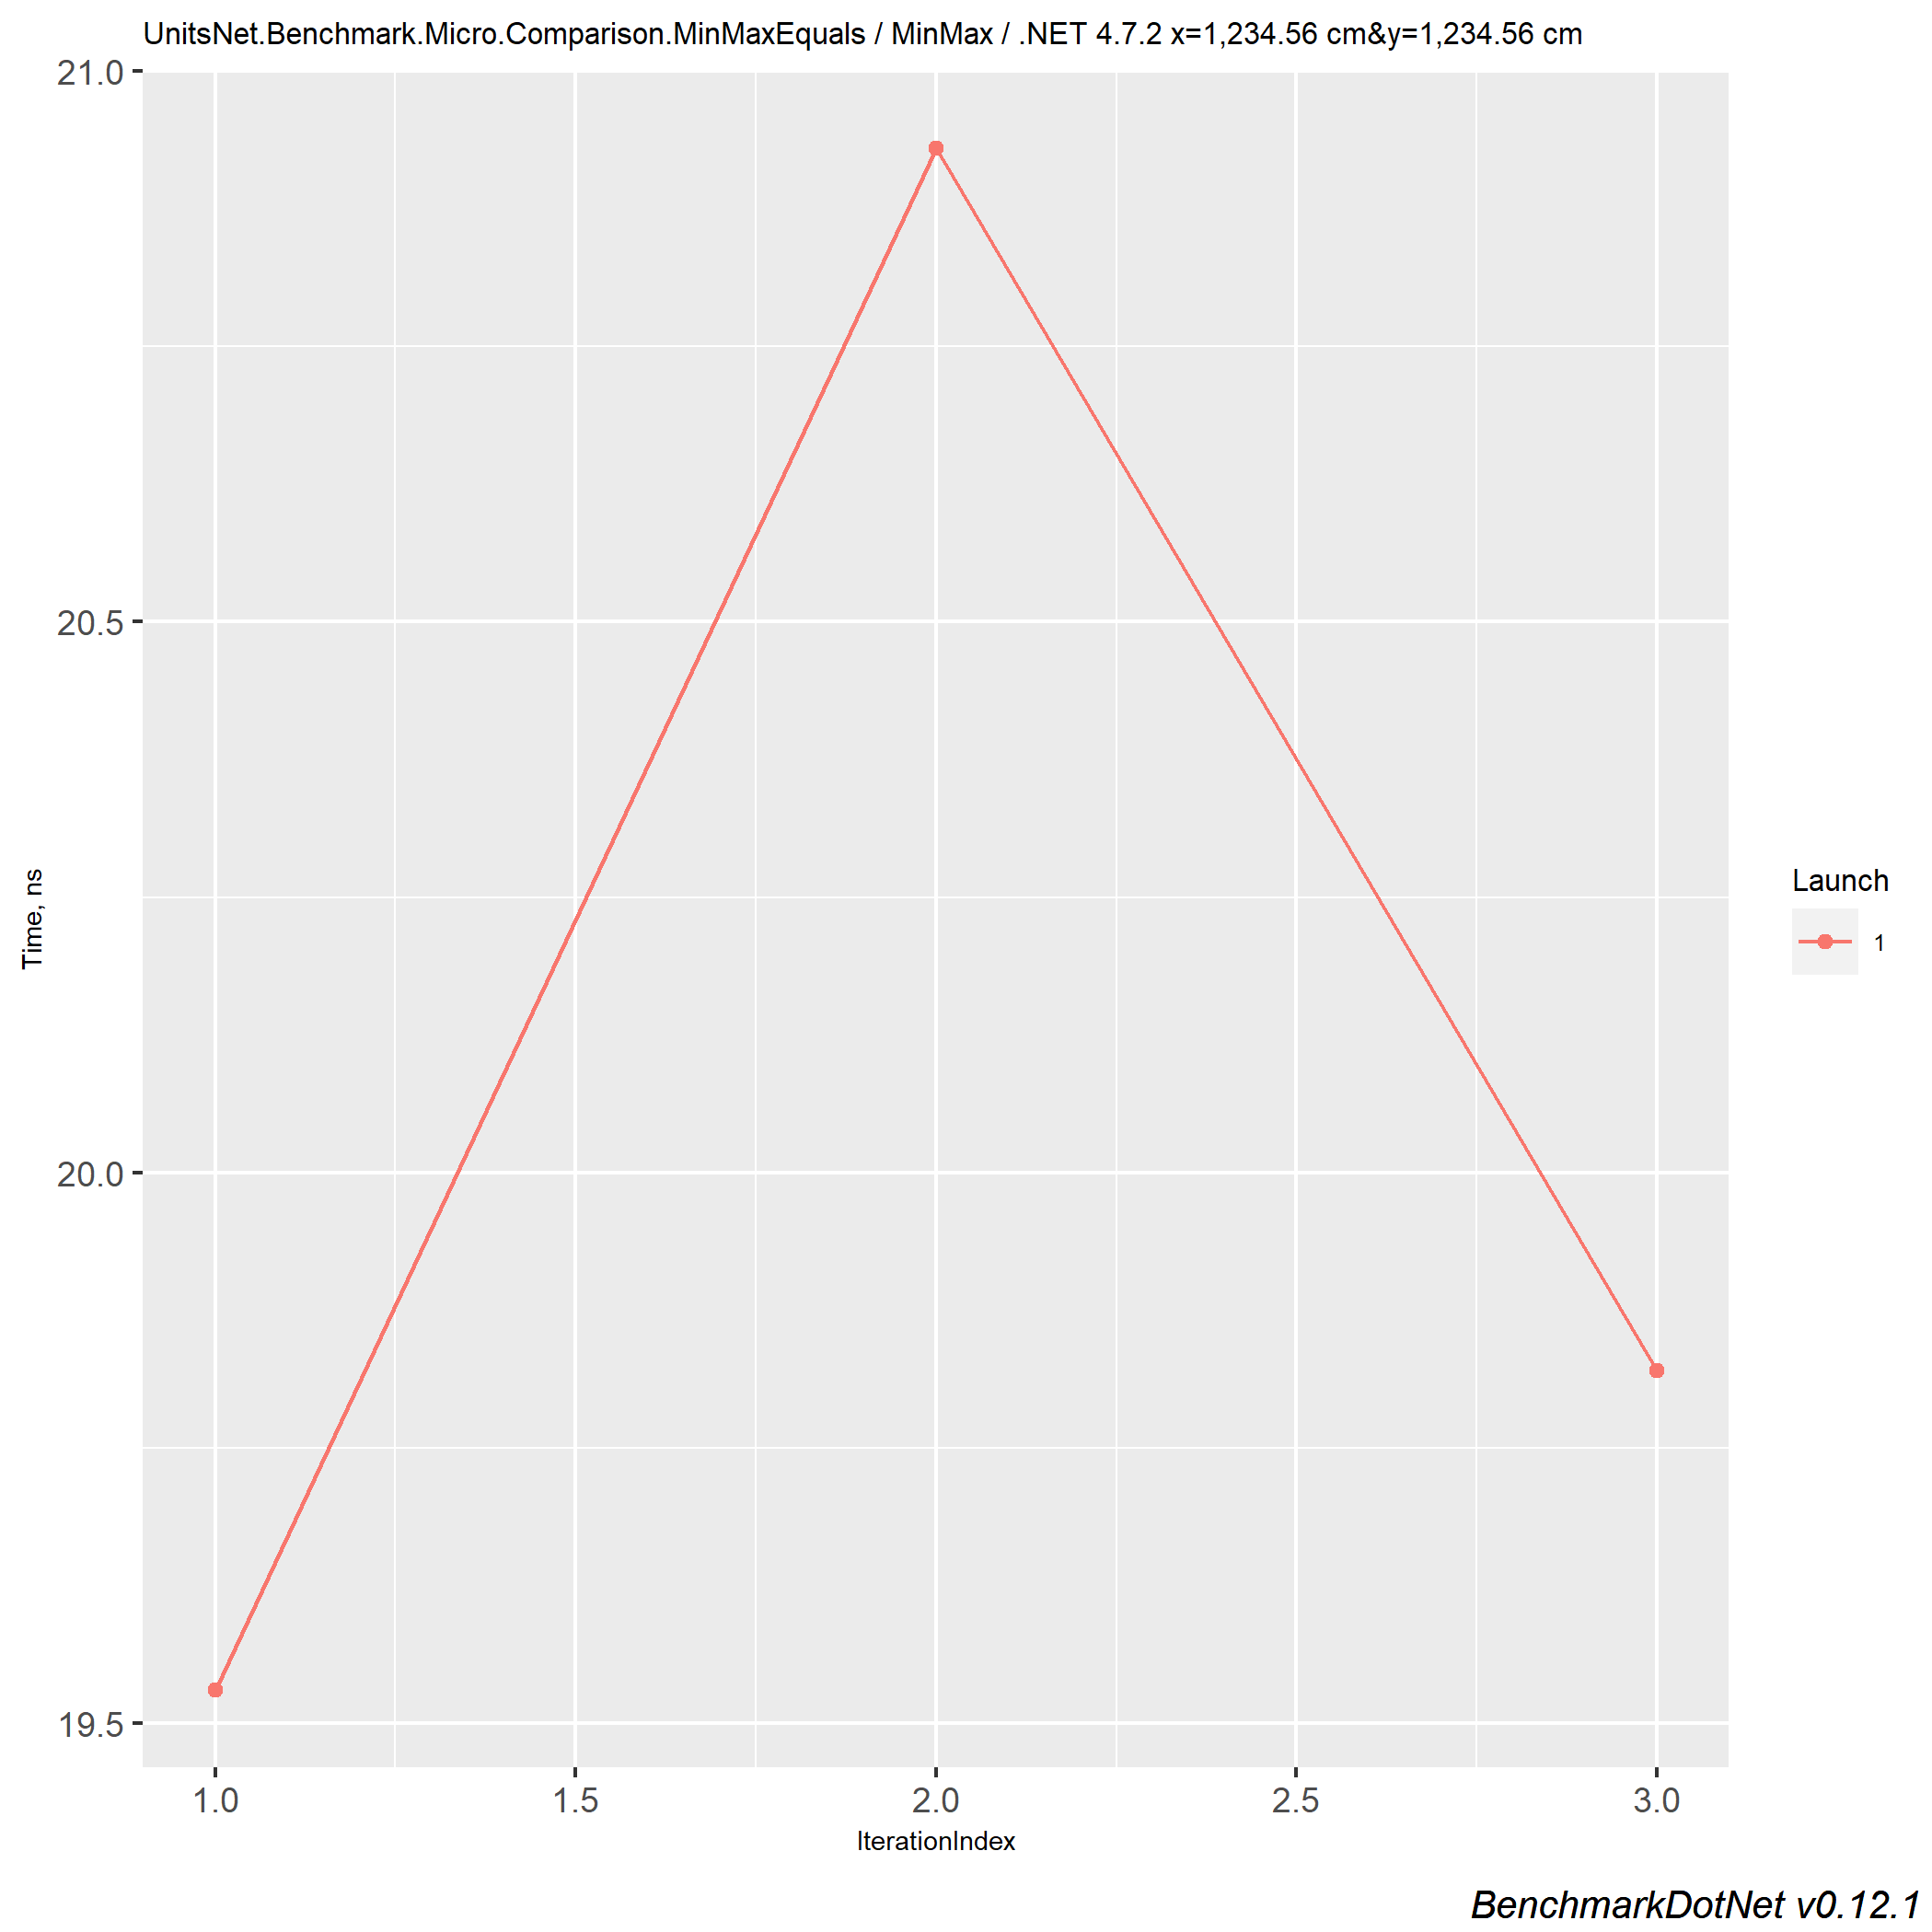 UnitsNet.Benchmark.Micro.Comparison.MinMaxEquals / MinMax / .NET 4.7.2 x=1,234.56 cm&y=1,234.56 cm
21.0
20.5
20.0
19.5
Time, ns
1.0 1.5 2.0 2.5 3.0
IterationIndex
Launch
1
BenchmarkDotNet v0.12.1